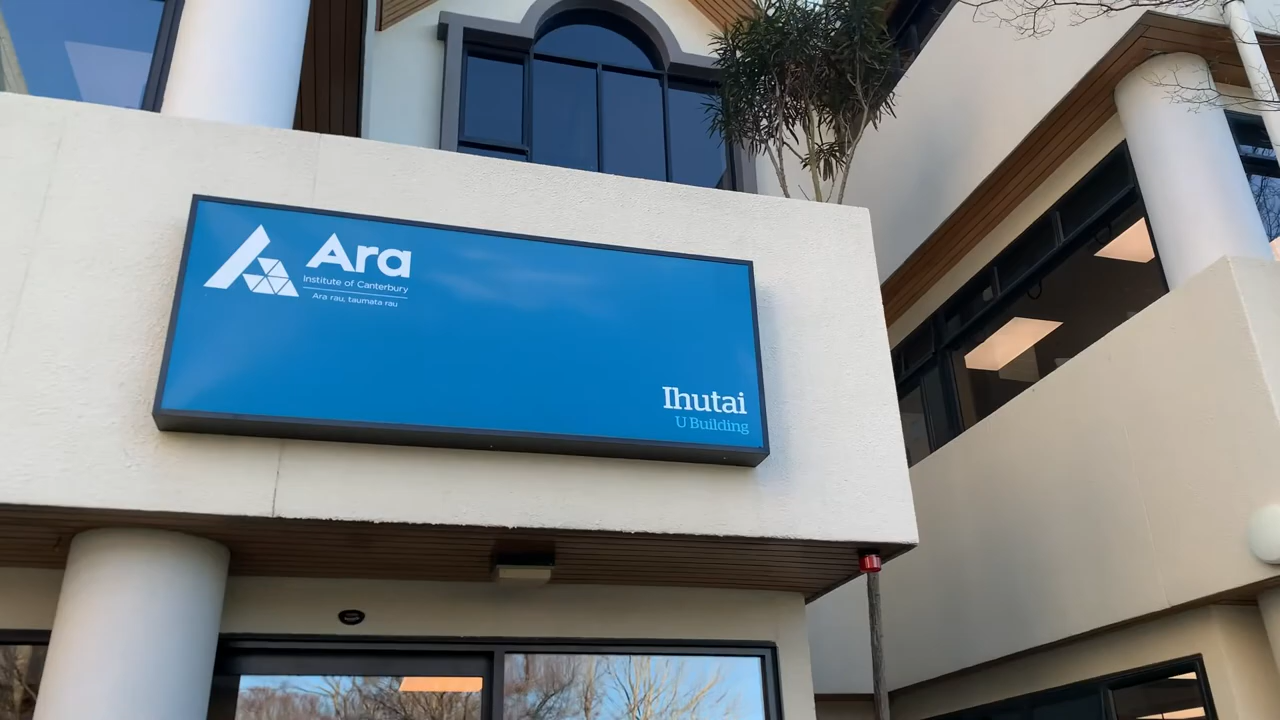 Ara
Institute of Canterbury
Ara rau, taumata rau
Ihutai
U Building